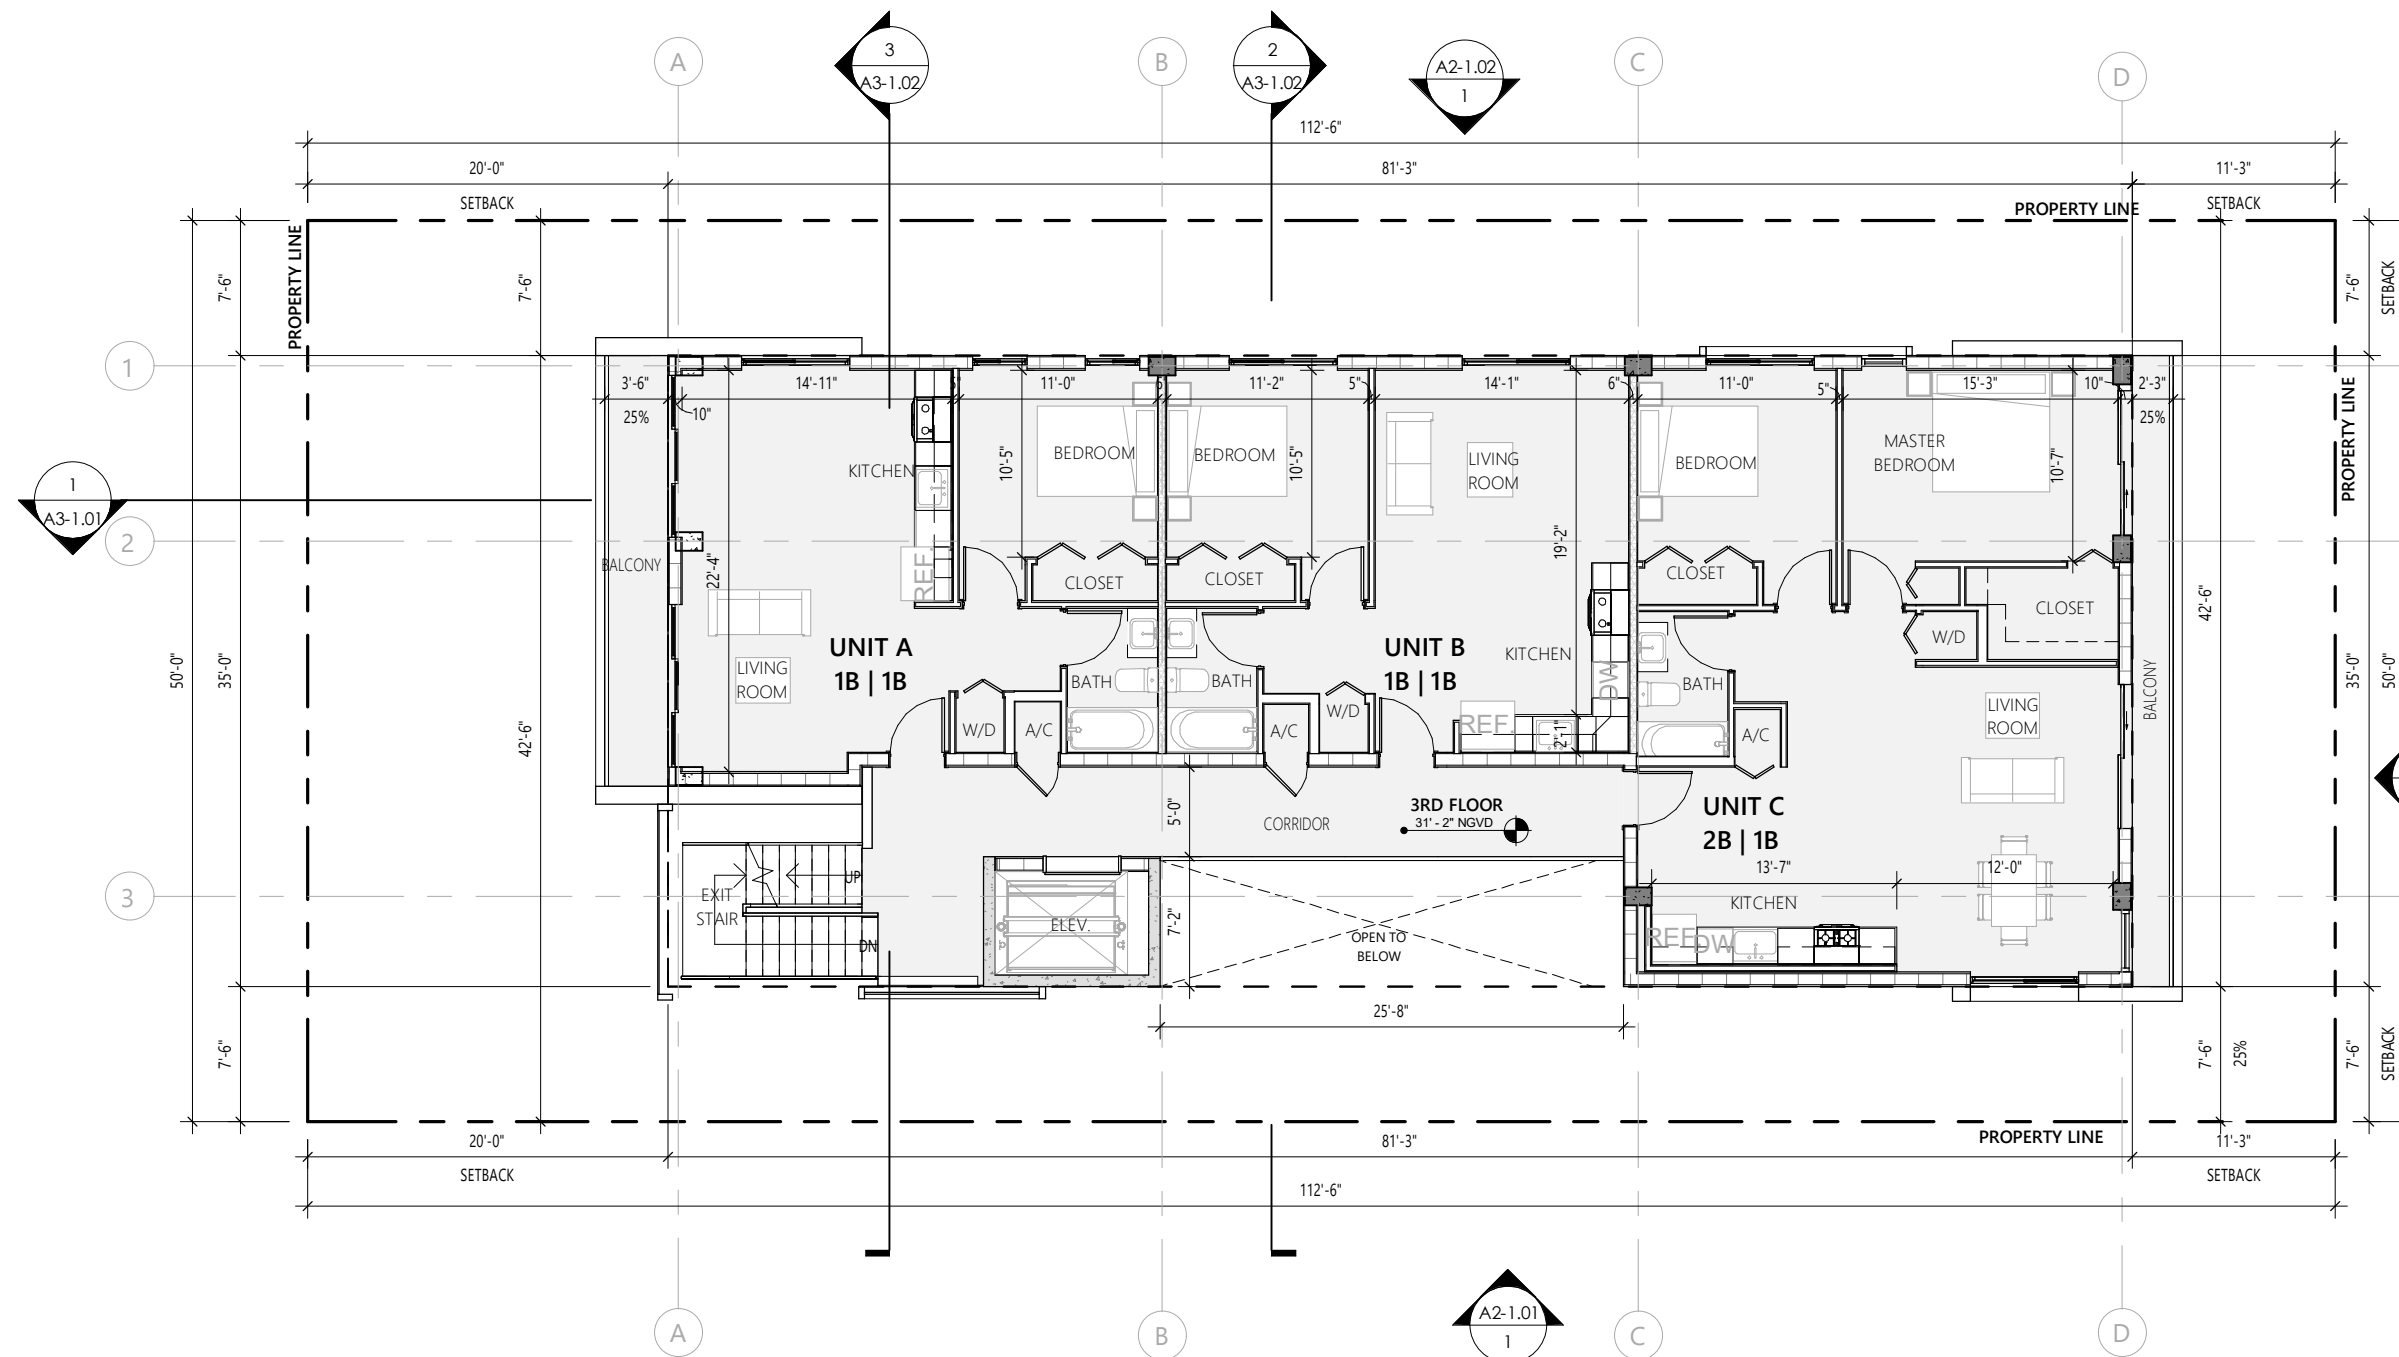 3
A3-1.02
2
A3-1.02
A2-1.02
1
A
B
C
D
112'-6"
20'-0"
81'-3"
11'-3"
SETBACK
SETBACK
PROPERTY LINE
PROPERTY LINE
7'-6"
7'-6"
7'-6"
SETBACK
1
3'-6"
14'-11"
11'-0"
11'-2"
5"
14'-1"
6"
11'-0"
5"
15'-3"
10"
2'-3"
25%
10"
25%
PROPERTY LINE
10'-5"
10'-5"
10'-7"
KITCHEN
BEDROOM
BEDROOM
LIVING
ROOM
BEDROOM
MASTER
BEDROOM
1
A3-1.01
2
BALCONY
22'-4"
REF.
19'-2"
CLOSET
CLOSET
CLOSET
CLOSET
42'-6"
UNIT A
1B | 1B
UNIT B
1B | 1B
KITCHEN
W/D
50'-0"
35'-0"
LIVING
ROOM
BATH
BATH
DW
BATH
BALCONY
35'-0"
50'-0"
42'-6"
W/D
A/C
A/C
W/D
REF.
2'-1"
A/C
LIVING
ROOM
5'-0"
CORRIDOR
3RD FLOOR
31' - 2" NGVD
UNIT C
2B | 1B
13'-7"
12'-0"
3
EXIT
STAIR
UP
DN
ELEV.
7'-2"
OPEN TO
BELOW
KITCHEN
REF.
DW
25'-8"
7'-6"
7'-6"
25%
7'-6"
SETBACK
20'-0"
81'-3"
PROPERTY LINE
11'-3"
SETBACK
SETBACK
112'-6"
A2-1.01
1
A
B
C
D